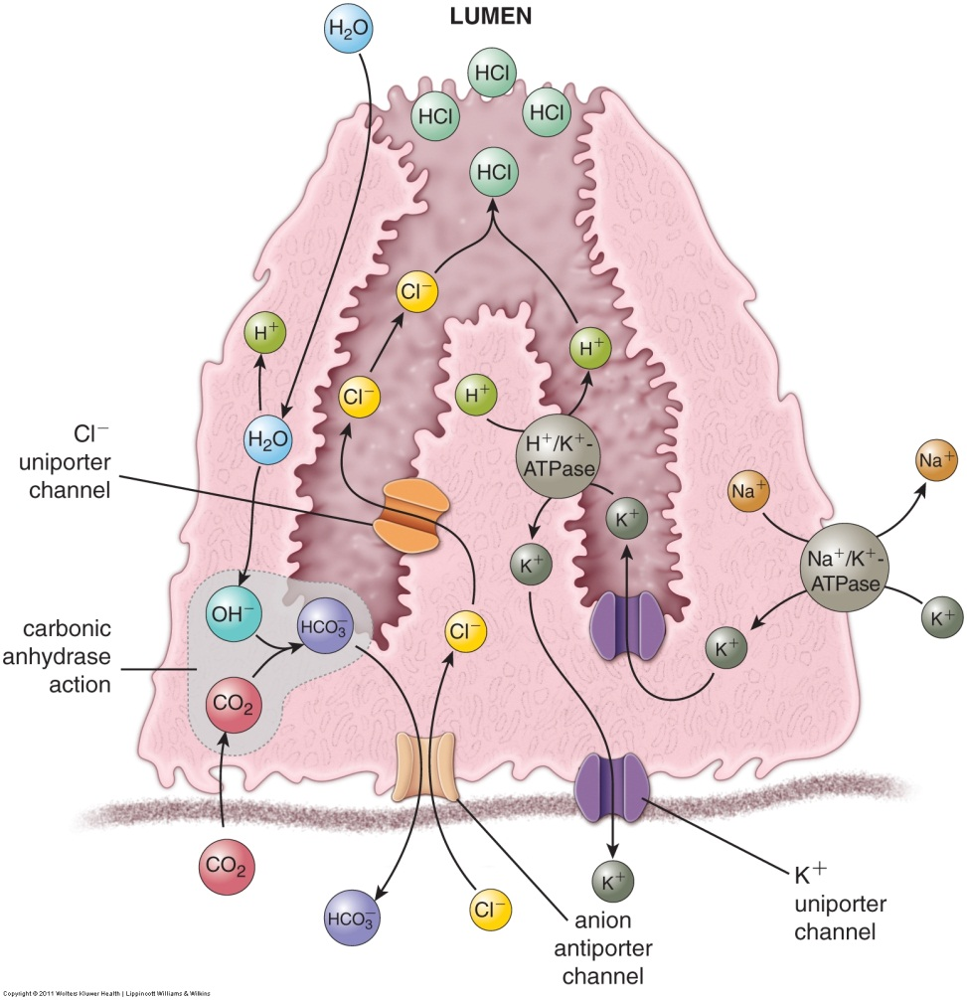 LUMEN
H₂O
HCl
HCl
HCl
HCl
Cl⁻
H⁺
H⁺
Cl⁻
H⁺
H₂O
Cl⁻
uniporter
channel
H⁺/K⁺-
ATPase
Na⁺
Na⁺
K⁺
K⁺
Na⁺/K⁺-
ATPase
OH⁻
HCO₃⁻
Cl⁻
K⁺
K⁺
carbonic
anhydrase
action
CO₂
CO₂
HCO₃⁻
Cl⁻
K⁺
anion
antiporter
channel
K⁺
uniporter
channel
Copyright © 2011 Wolters Kluwer Health | Lippincott Williams & Wilkins